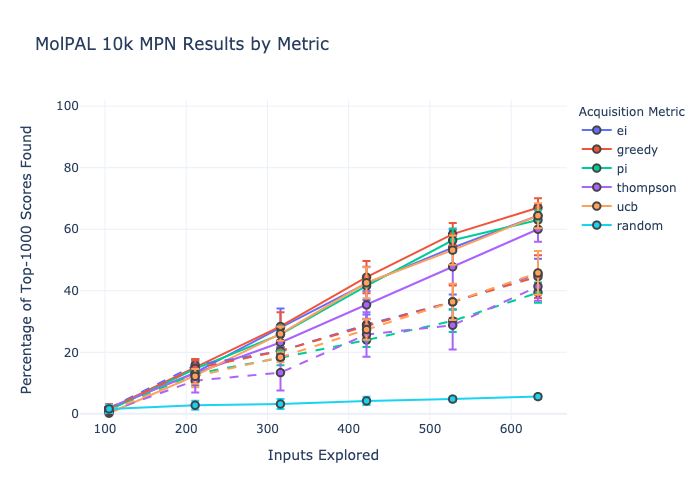 MolPAL 10k MPN Results by Metric
Percentage of Top-1000 Scores Found
100
80
60
40
20
0
100
200
300
400
500
600
Inputs Explored
Acquisition Metric
ei
greedy
pi
thompson
ucb
random